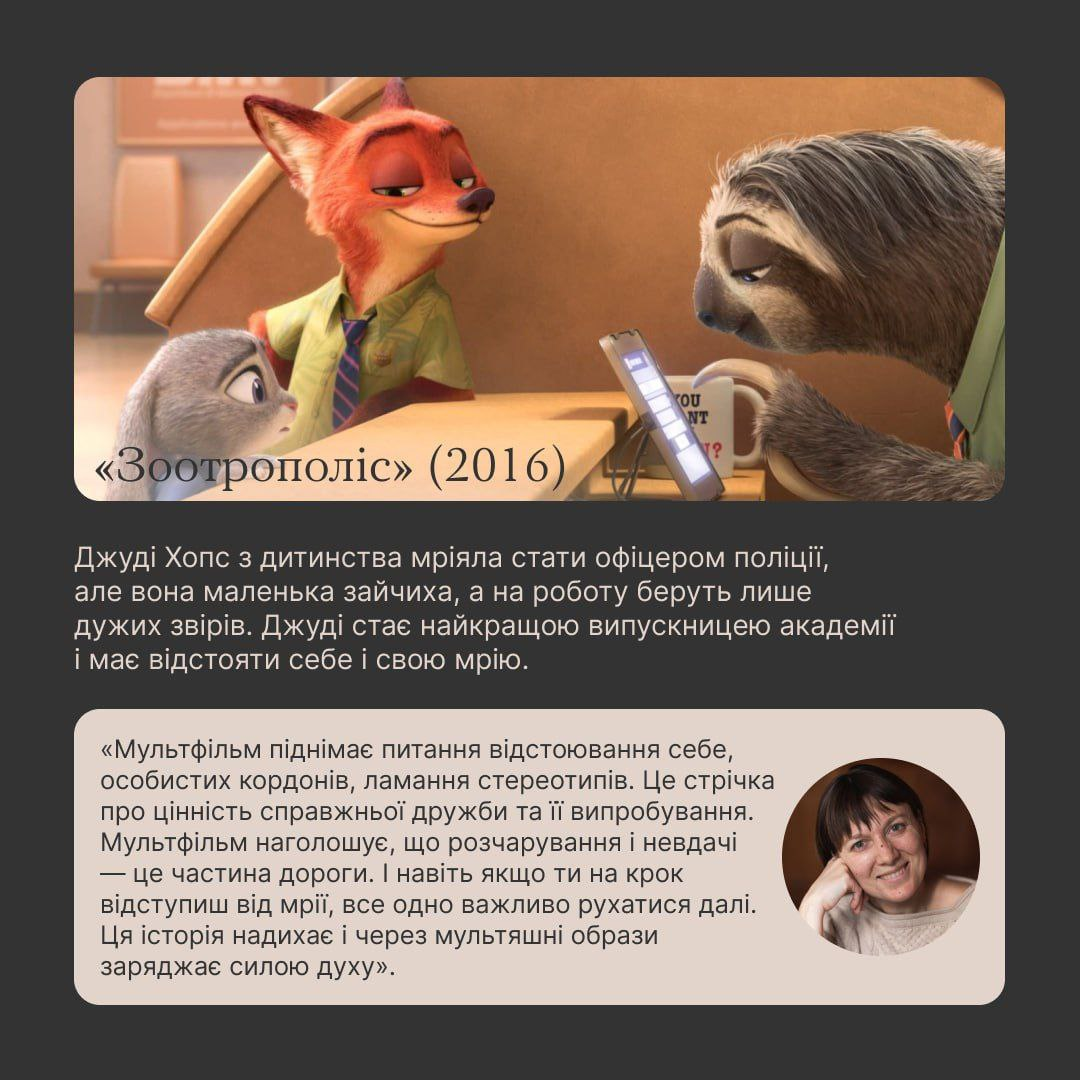 YOU
NT
N?
«Зоотрополіс» (2016)
Джуді Хопс з дитинства мріяла стати офіцером поліції,
але вона маленька зайчиха, а на роботу беруть лише
дужих звірів. Джуді стає найкращою випускницею академії
і має відстояти себе і свою мрію.
«Мультфільм піднімає питання відстоювання себе,
особистих кордонів, ламання стереотипів. Це стрічка
про цінність справжньої дружби та її випробування.
Мультфільм наголошує, що розчарування і невдачі
— це частина дороги. І навіть якщо ти на крок
відступиш від мрії, все одно важливо рухатися далі.
Ця історія надихає і через мультяшні образи
заряджає силою духу».